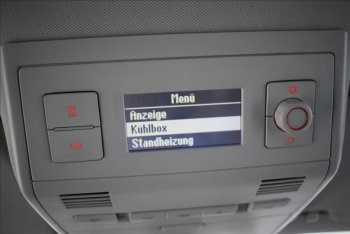 Menü
Anzeige
Kühlbox
Standheizung